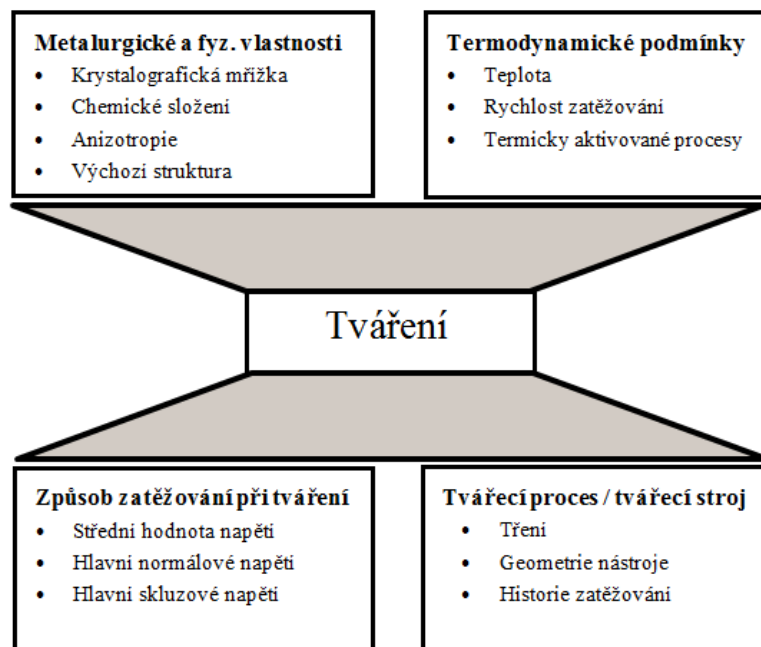 Metalurgické a fyz. vlastnosti
• Krystalografická mřížka
• Chemické složení
• Anizotropie
• Výchozí struktura
Termodynamické podmínky
• Teplota
• Rychlost zatěžování
• Termicky aktivované procesy
Tváření
Způsob zatěžování při tváření
• Střední hodnota napětí
• Hlavní normálové napětí
• Hlavní skluzové napětí
Tvářecí proces / tvářecí stroj
• Tření
• Geometrie nástroje
• Historie zatěžování